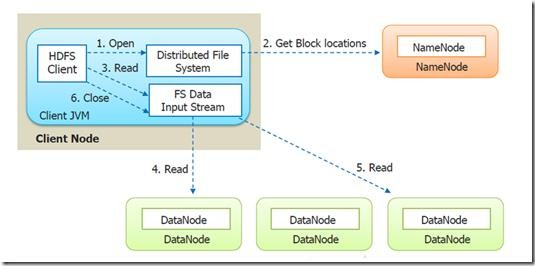 1. Open
2. Get Block locations
HDFS
Client
Distributed File
System
NameNode
NameNode
3. Read
6. Close
FS Data
Input Stream
Client JVM
Client Node
4. Read
5. Read
DataNode
DataNode
DataNode
DataNode
DataNode
DataNode